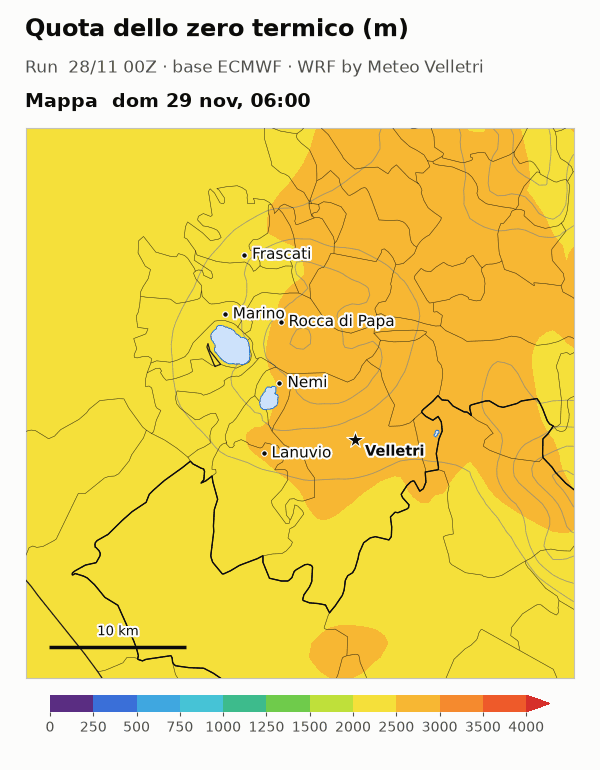 Quota dello zero termico (m)
Run 28/11 00Z · base ECMWF · WRF by Meteo Velletri
Mappa dom 29 nov, 06:00
Frascati
Marino
Rocca di Papa
Nemi
Velletri
Lanuvio
10 km
0 250 500 750 1000 1250 1500 2000 2500 3000 3500 4000